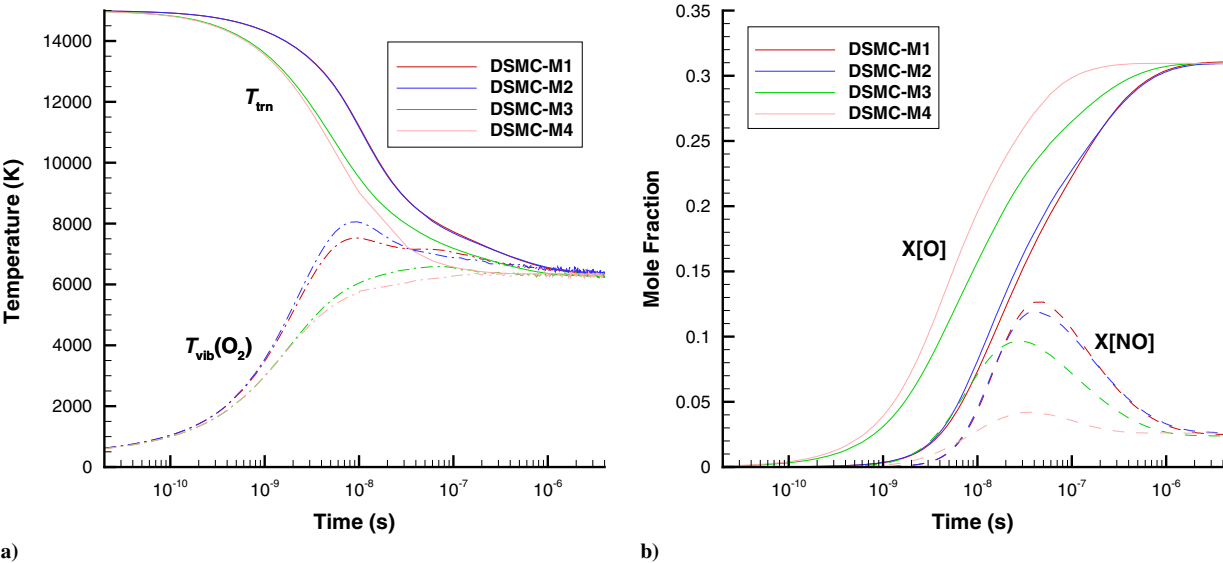 14000
12000
10000
8000
6000
4000
2000
0
Temperature (K)
DSMC-M1
DSMC-M2
DSMC-M3
DSMC-M4
Ttrn
Tvib(O2)
10-10
10-9
10-8
10-7
10-6
Time (s)
a)
0.35
0.3
0.25
0.2
0.15
0.1
0.05
0
Mole Fraction
DSMC-M1
DSMC-M2
DSMC-M3
DSMC-M4
X[O]
X[NO]
10-10
10-9
10-8
10-7
10-6
Time (s)
b)